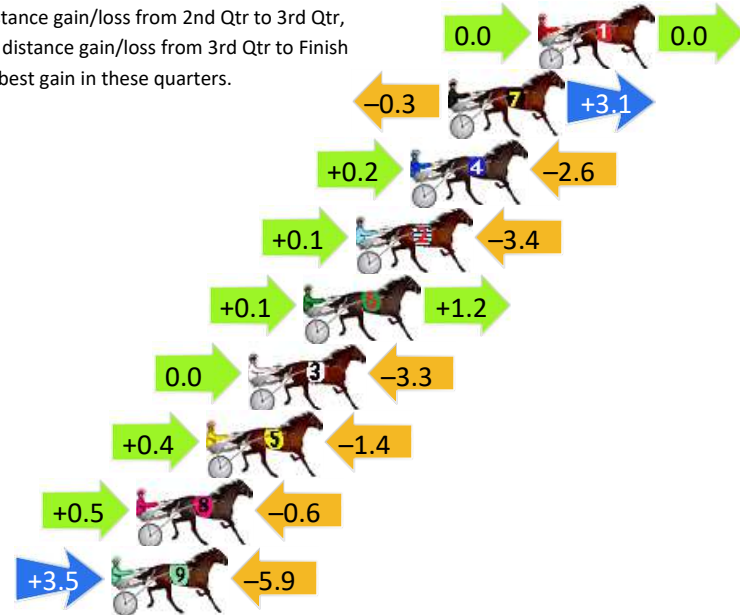 tance gain/loss from 2nd Qtr to 3rd Qtr,
distance gain/loss from 3rd Qtr to Finish
best gain in these quarters.
0.0 1 0.0
–0.3 7 +3.1
+0.2 4 –2.6
+0.1 2 –3.4
+0.1 6 +1.2
0.0 3 –3.3
+0.4 5 –1.4
+0.5 8 –0.6
+3.5 9 –5.9